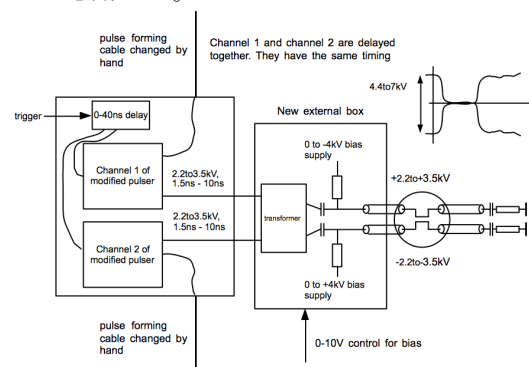 pulse forming
cable changed by
hand
Channel 1 and channel 2 are delayed
together. They have the same timing
4.4to7kV
trigger
0-40ns delay
New external box
Channel 1 of
modified pulser
2.2to3.5kV,
1.5ns - 10ns
0 to -4kV bias
supply
+2.2to+3.5kV
2.2to3.5kV,
1.5ns - 10ns
transformer
Channel 2 of
modified pulser
-2.2to-3.5kV
0 to +4kV bias
supply
pulse forming
cable changed by
hand
0-10V control for bias